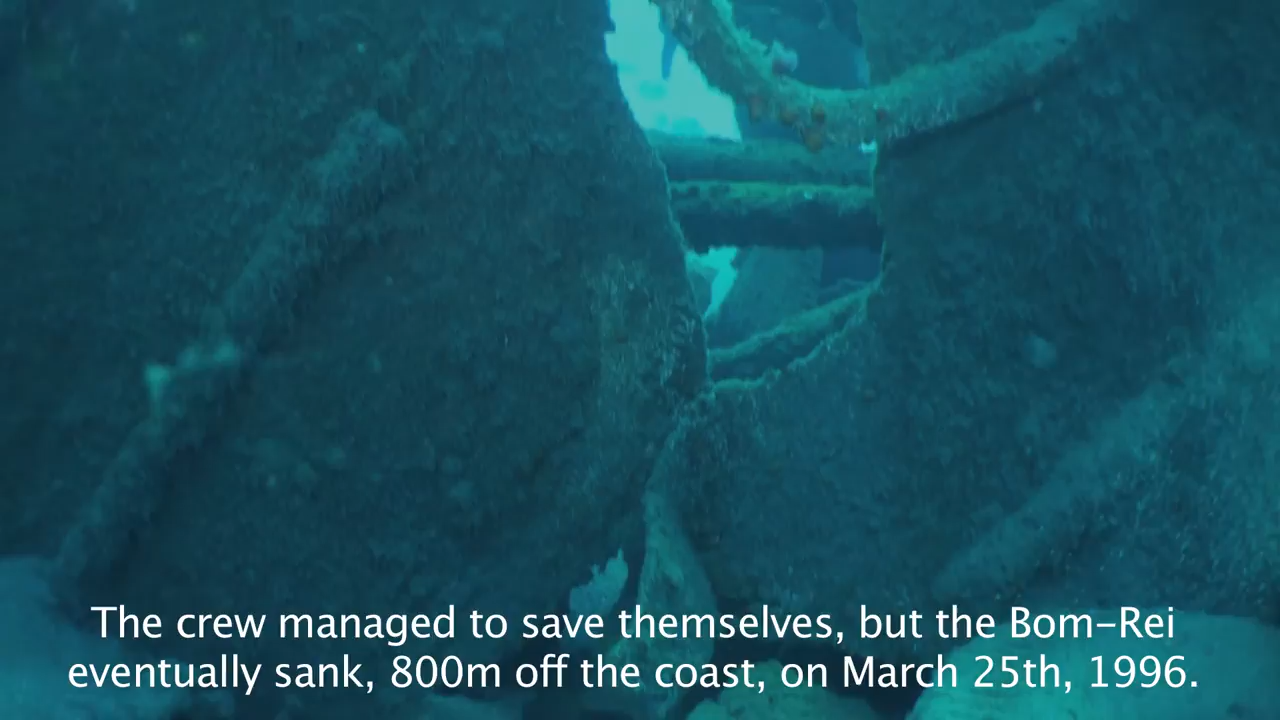 The crew managed to save themselves, but the Bom–Rei
eventually sank, 800m off the coast, on March 25th, 1996.